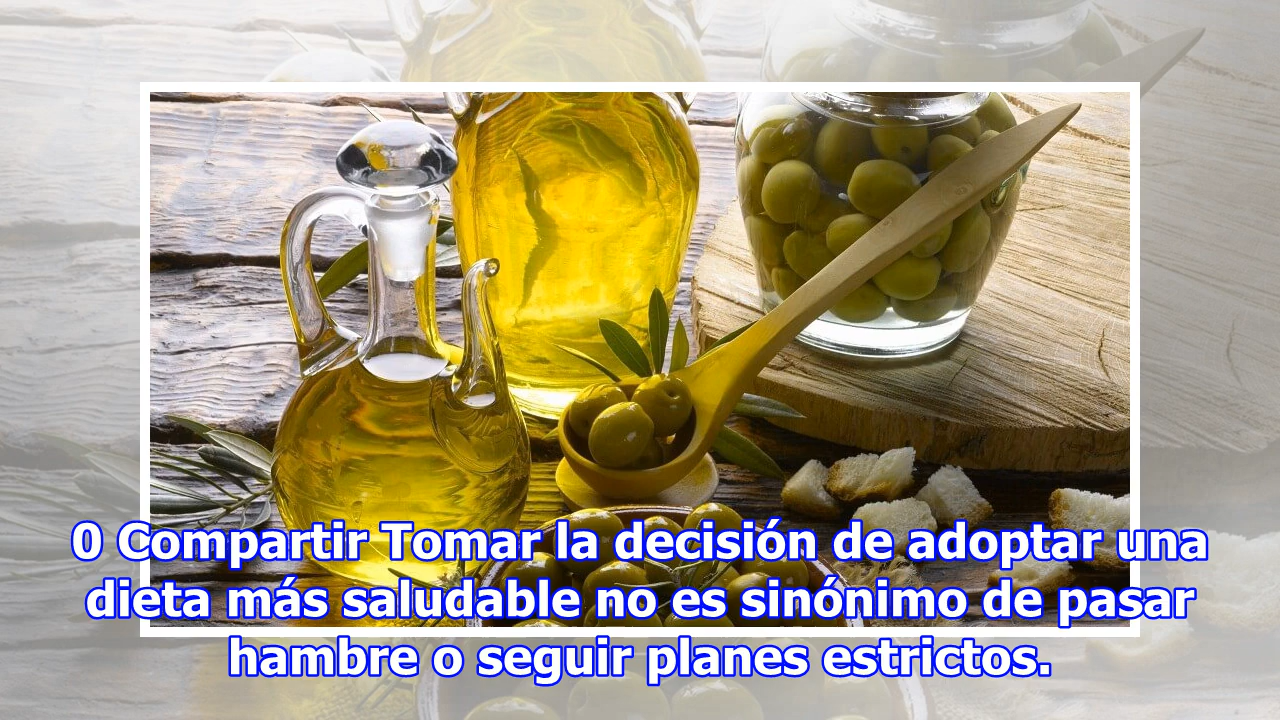 0 Compartir Tomar la decisión de adoptar una
dieta más saludable no es sinónimo de pasar
hambre o seguir planes estrictos.